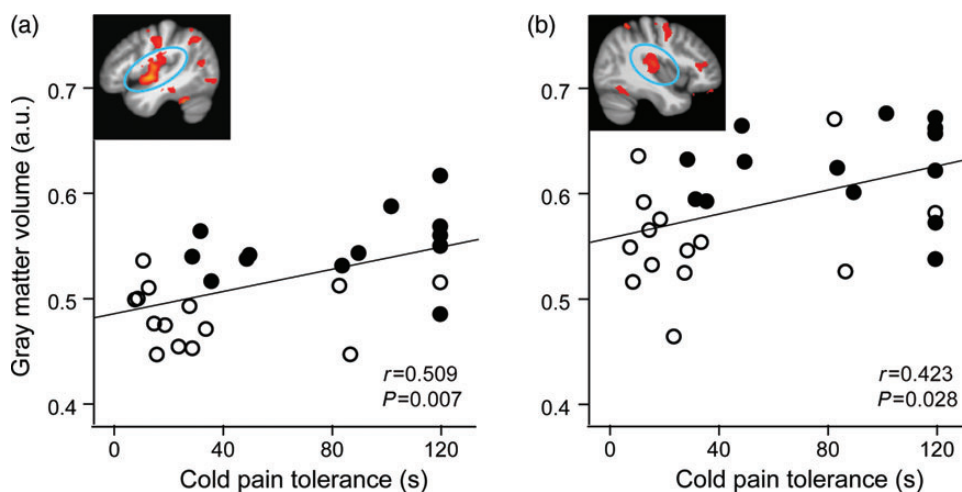 (a)
Gray matter volume (a.u.)
0.7
0.6
0.5
0.4
r=0.509
P=0.007
0 40 80 120
Cold pain tolerance (s)
(b)
0.7
0.6
0.5
0.4
r=0.423
P=0.028
0 40 80 120
Cold pain tolerance (s)